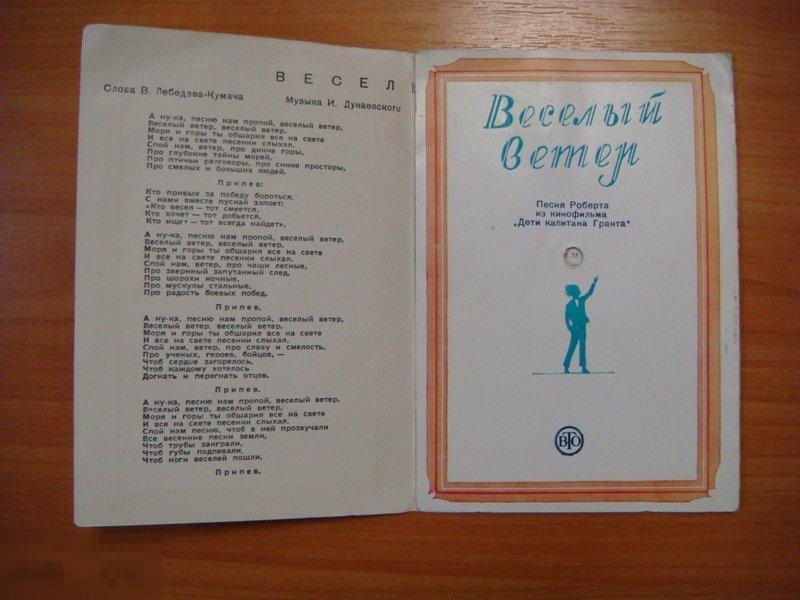 ВЕСЕЛ
Слова В. Лебедева-Кумача
Музыка И. Дунаевского
А ну-ка, песню нам пропой, веселый ветер,
Веселый ветер, веселый ветер.
Моря и горы ты обшарил все на свете
И все на свете песенки слыхал.
Спой нам, ветер, про дикие горы,
Про глубокие тайны морей,
Про птичьи разговоры, про синие просторы,
Про смелых и больших людей.
Припев:
Кто привык за победу бороться,
С нами вместе пускай запоет:
«Кто весел — тот смеется,
Кто хочет — тот добьется,
Кто ищет — тот всегда найдет».
А ну-ка, песню нам пропой, веселый ветер,
Веселый ветер, веселый ветер.
Моря и горы ты обшарил все на свете
И все на свете песенки слыхал.
Спой нам, ветер, про чащи лесные,
Про звериный запутанный след,
Про шорохи ночные,
Про мускулы стальные,
Про радость боевых побед.
Припев.
А ну-ка, песню нам пропой, веселый ветер,
Веселый ветер, веселый ветер.
Моря и горы ты обшарил все на свете
И все на свете песенки слыхал.
Спой нам, ветер, про славу и смелость,
Про ученых, героев, бойцов, —
Чтоб сердце загорелось,
Чтоб каждому хотелось
Догнать и перегнать отцов.
Припев.
А ну-ка, песню нам пропой, веселый ветер,
Веселый ветер, веселый ветер,
Моря и горы ты обшарил все на свете
И все на свете песенки слыхал.
Спой нам песню, чтоб в ней прозвучали
Все весенние песни земли,
Чтоб трубы заиграли,
Чтоб губы подпевали,
Чтоб ноги веселей пошли.
Припев.
Веселый
ветер
Песня Роберта
из кинофильма
„Дети капитана Гранта"
ВТО